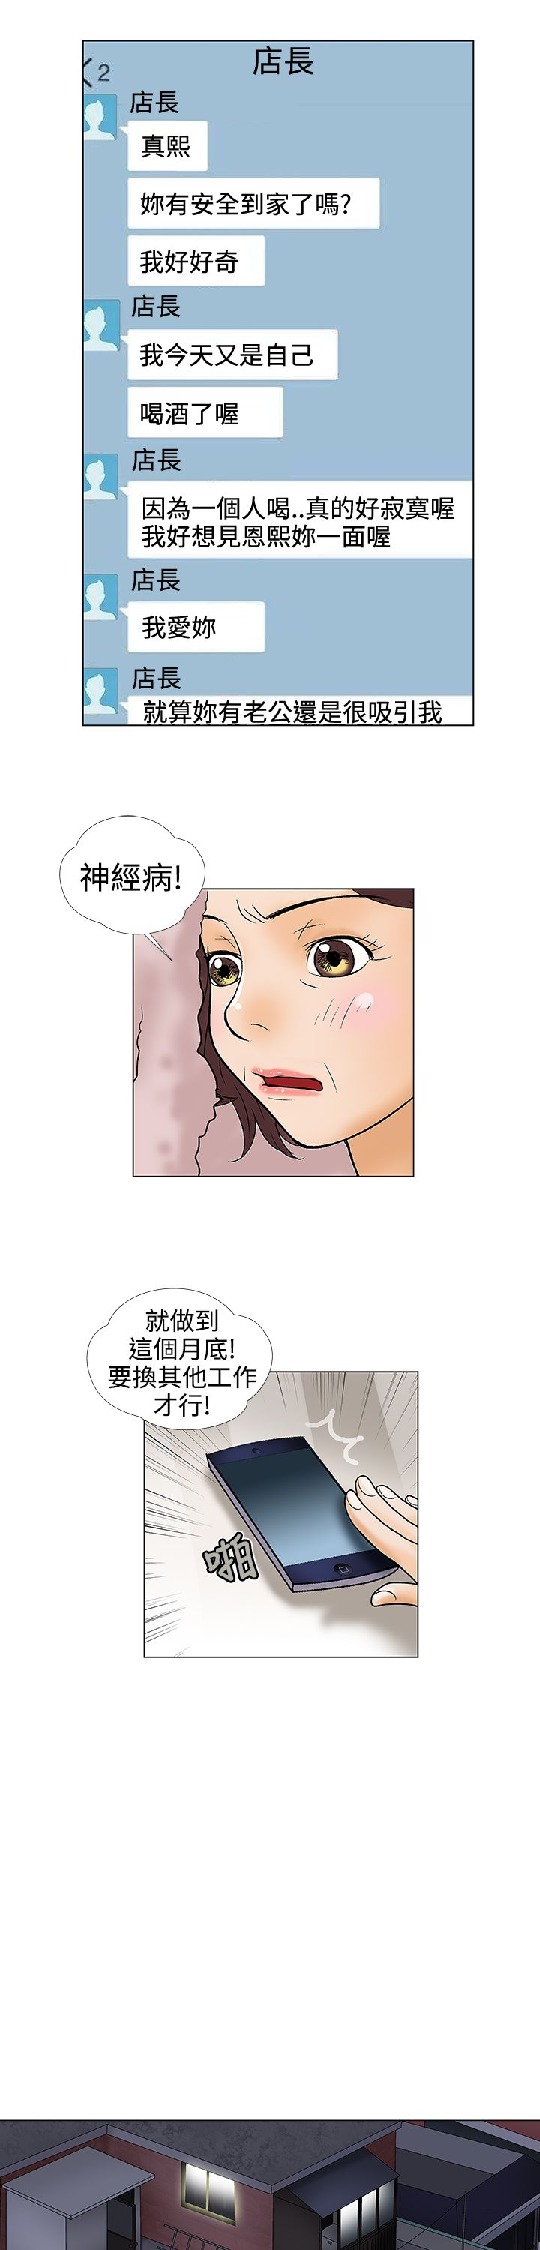 2
店長
店長
真熙
妳有安全到家了嗎?
我好好奇
店長
我今天又是自己
喝酒了喔
店長
因為一個人喝..真的好寂寞喔
我好想見恩熙妳一面喔
店長
我愛妳
店長
就算妳有老公還是很吸引我
神經病!
就做到
這個月底!
要換其他工作
才行!
啪